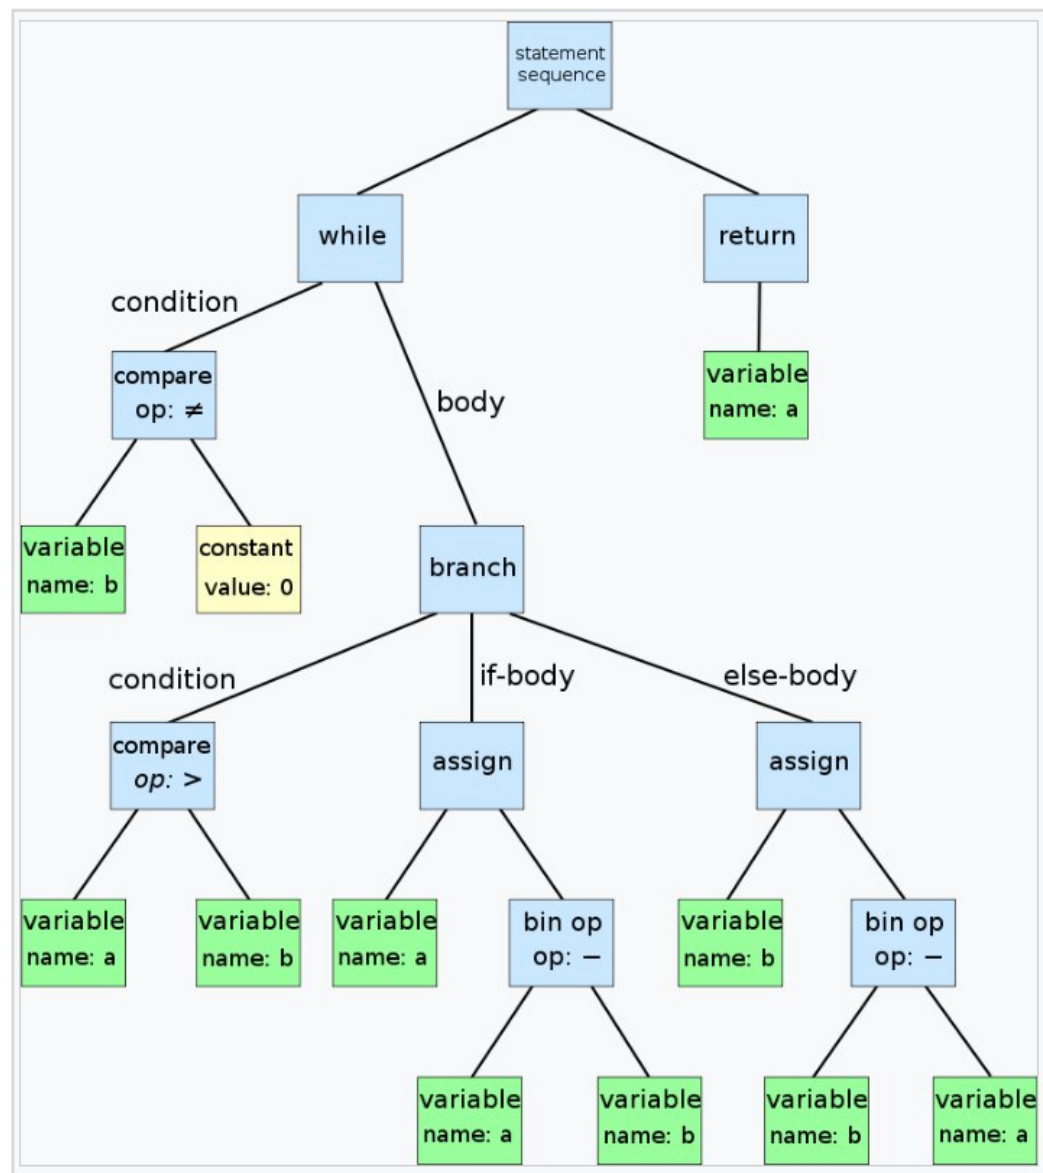 statement
sequence
while
return
condition
compare
op: ≠
body
variable
name: a
variable
name: b
constant
value: 0
branch
condition
if-body
else-body
compare
op: >
assign
assign
variable
name: a
variable
name: b
variable
name: a
bin op
op: −
variable
name: b
bin op
op: −
variable
name: a
variable
name: b
variable
name: b
variable
name: a